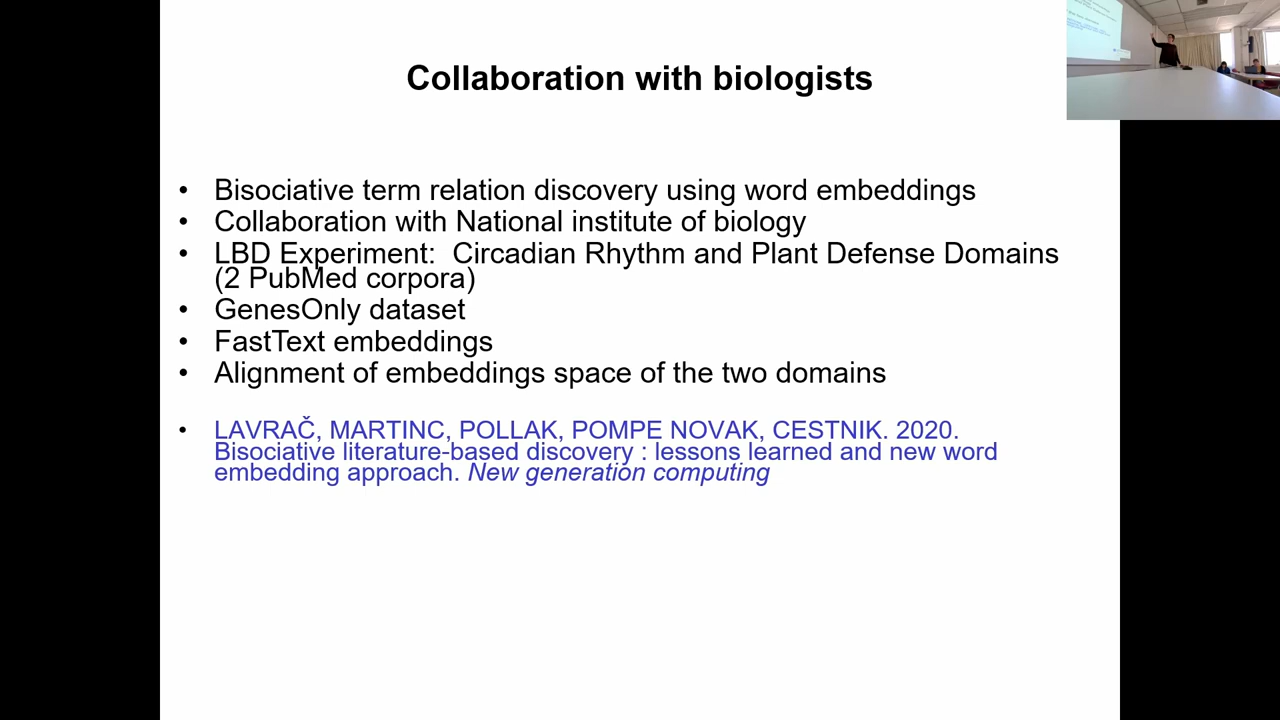 Collaboration with biologists
• Bisociative term relation discovery using word embeddings
• Collaboration with National institute of biology
• LBD Experiment:  Circadian Rhythm and Plant Defense Domains
(2 PubMed corpora)
• GenesOnly dataset
• FastText embeddings
• Alignment of embeddings space of the two domains
• LAVRAČ, MARTINC, POLLAK, POMPE NOVAK, CESTNIK. 2020.
Bisociative literature-based discovery : lessons learned and new word
embedding approach. New generation computing